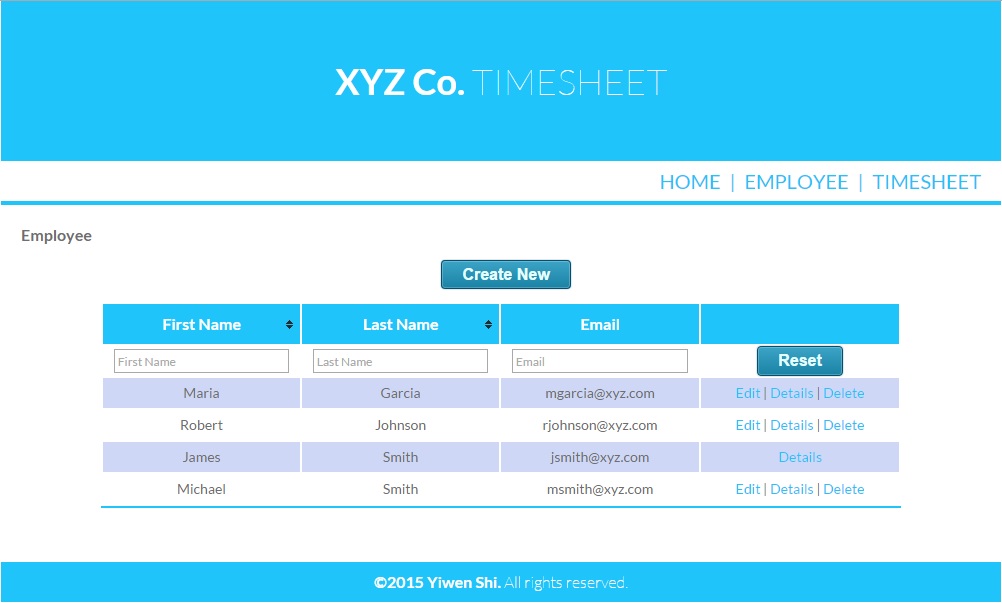 XYZ Co. TIMESHEET
HOME | EMPLOYEE | TIMESHEET
Employee
Create New
First Name Last Name Email
First Name Last Name Email Reset
Maria Garcia mgarcia@xyz.com Edit | Details | Delete
Robert Johnson rjohnson@xyz.com Edit | Details | Delete
James Smith jsmith@xyz.com Details
Michael Smith msmith@xyz.com Edit | Details | Delete
©2015 Yiwen Shi. All rights reserved.